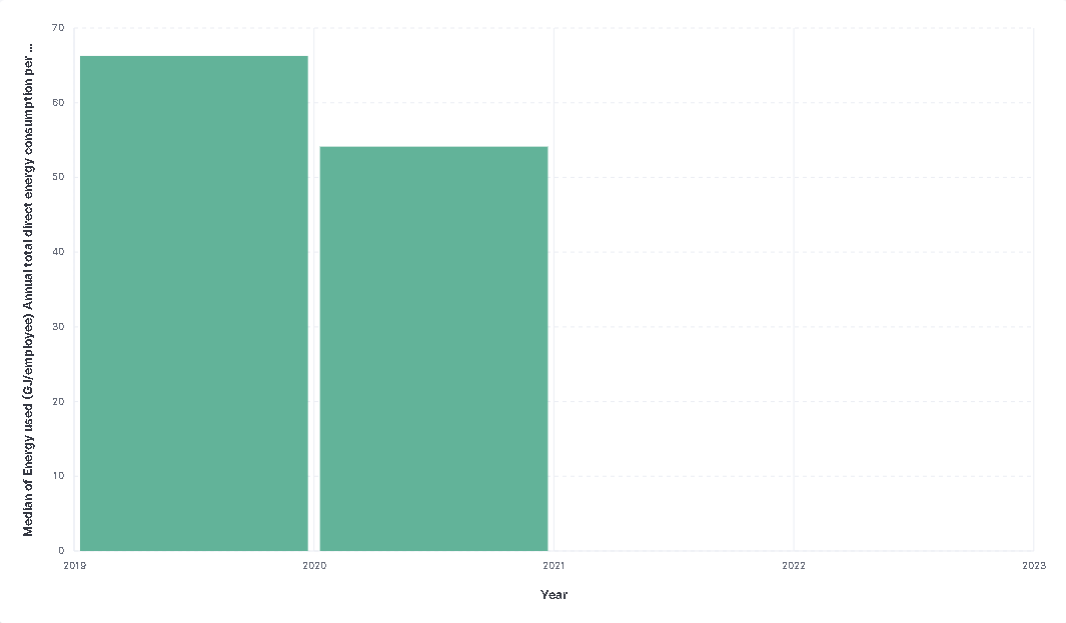 Median of Energy used (GJ/employee) Annual total direct energy consumption per ...
70
60
50
40
30
20
10
0
2019 2020 2021 2022 2023
Year